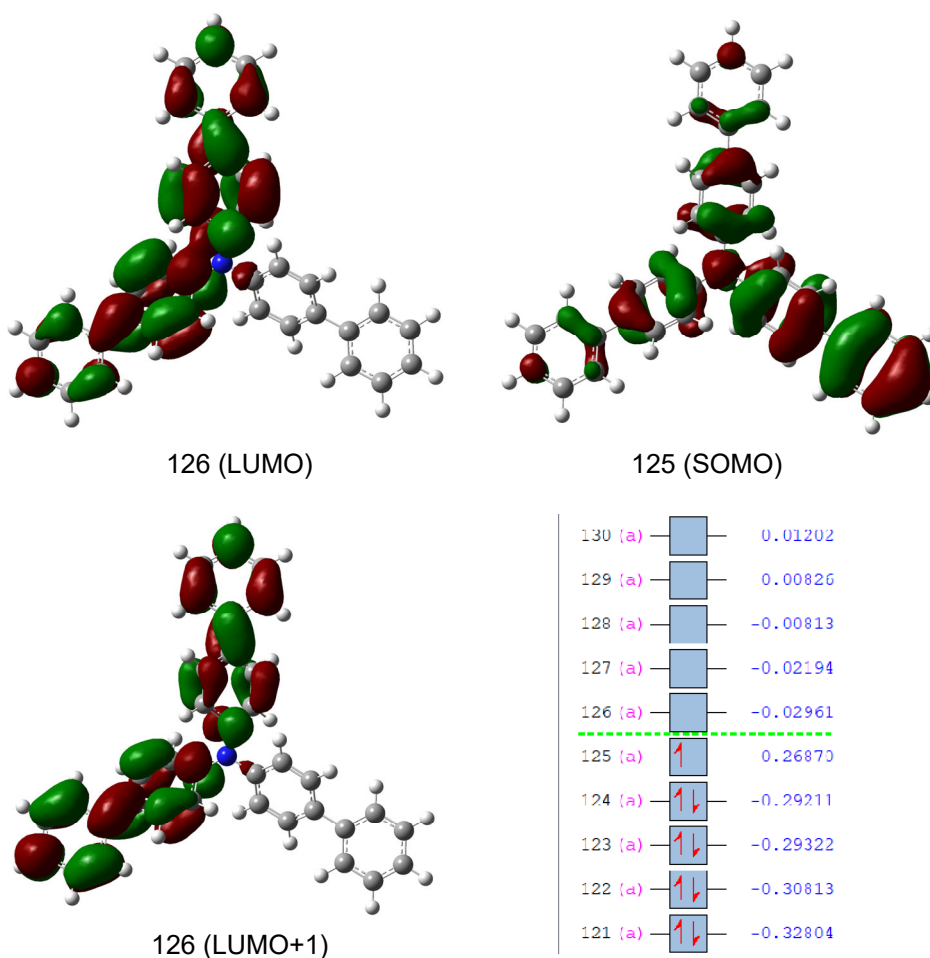 126 (LUMO)
125 (SOMO)
126 (LUMO+1)
130 (a) 0.01202
129 (a) 0.00826
128 (a) -0.00813
127 (a) -0.02194
126 (a) -0.02961
125 (a) 0.26870
124 (a) -0.29211
123 (a) -0.29322
122 (a) -0.30813
121 (a) -0.32804